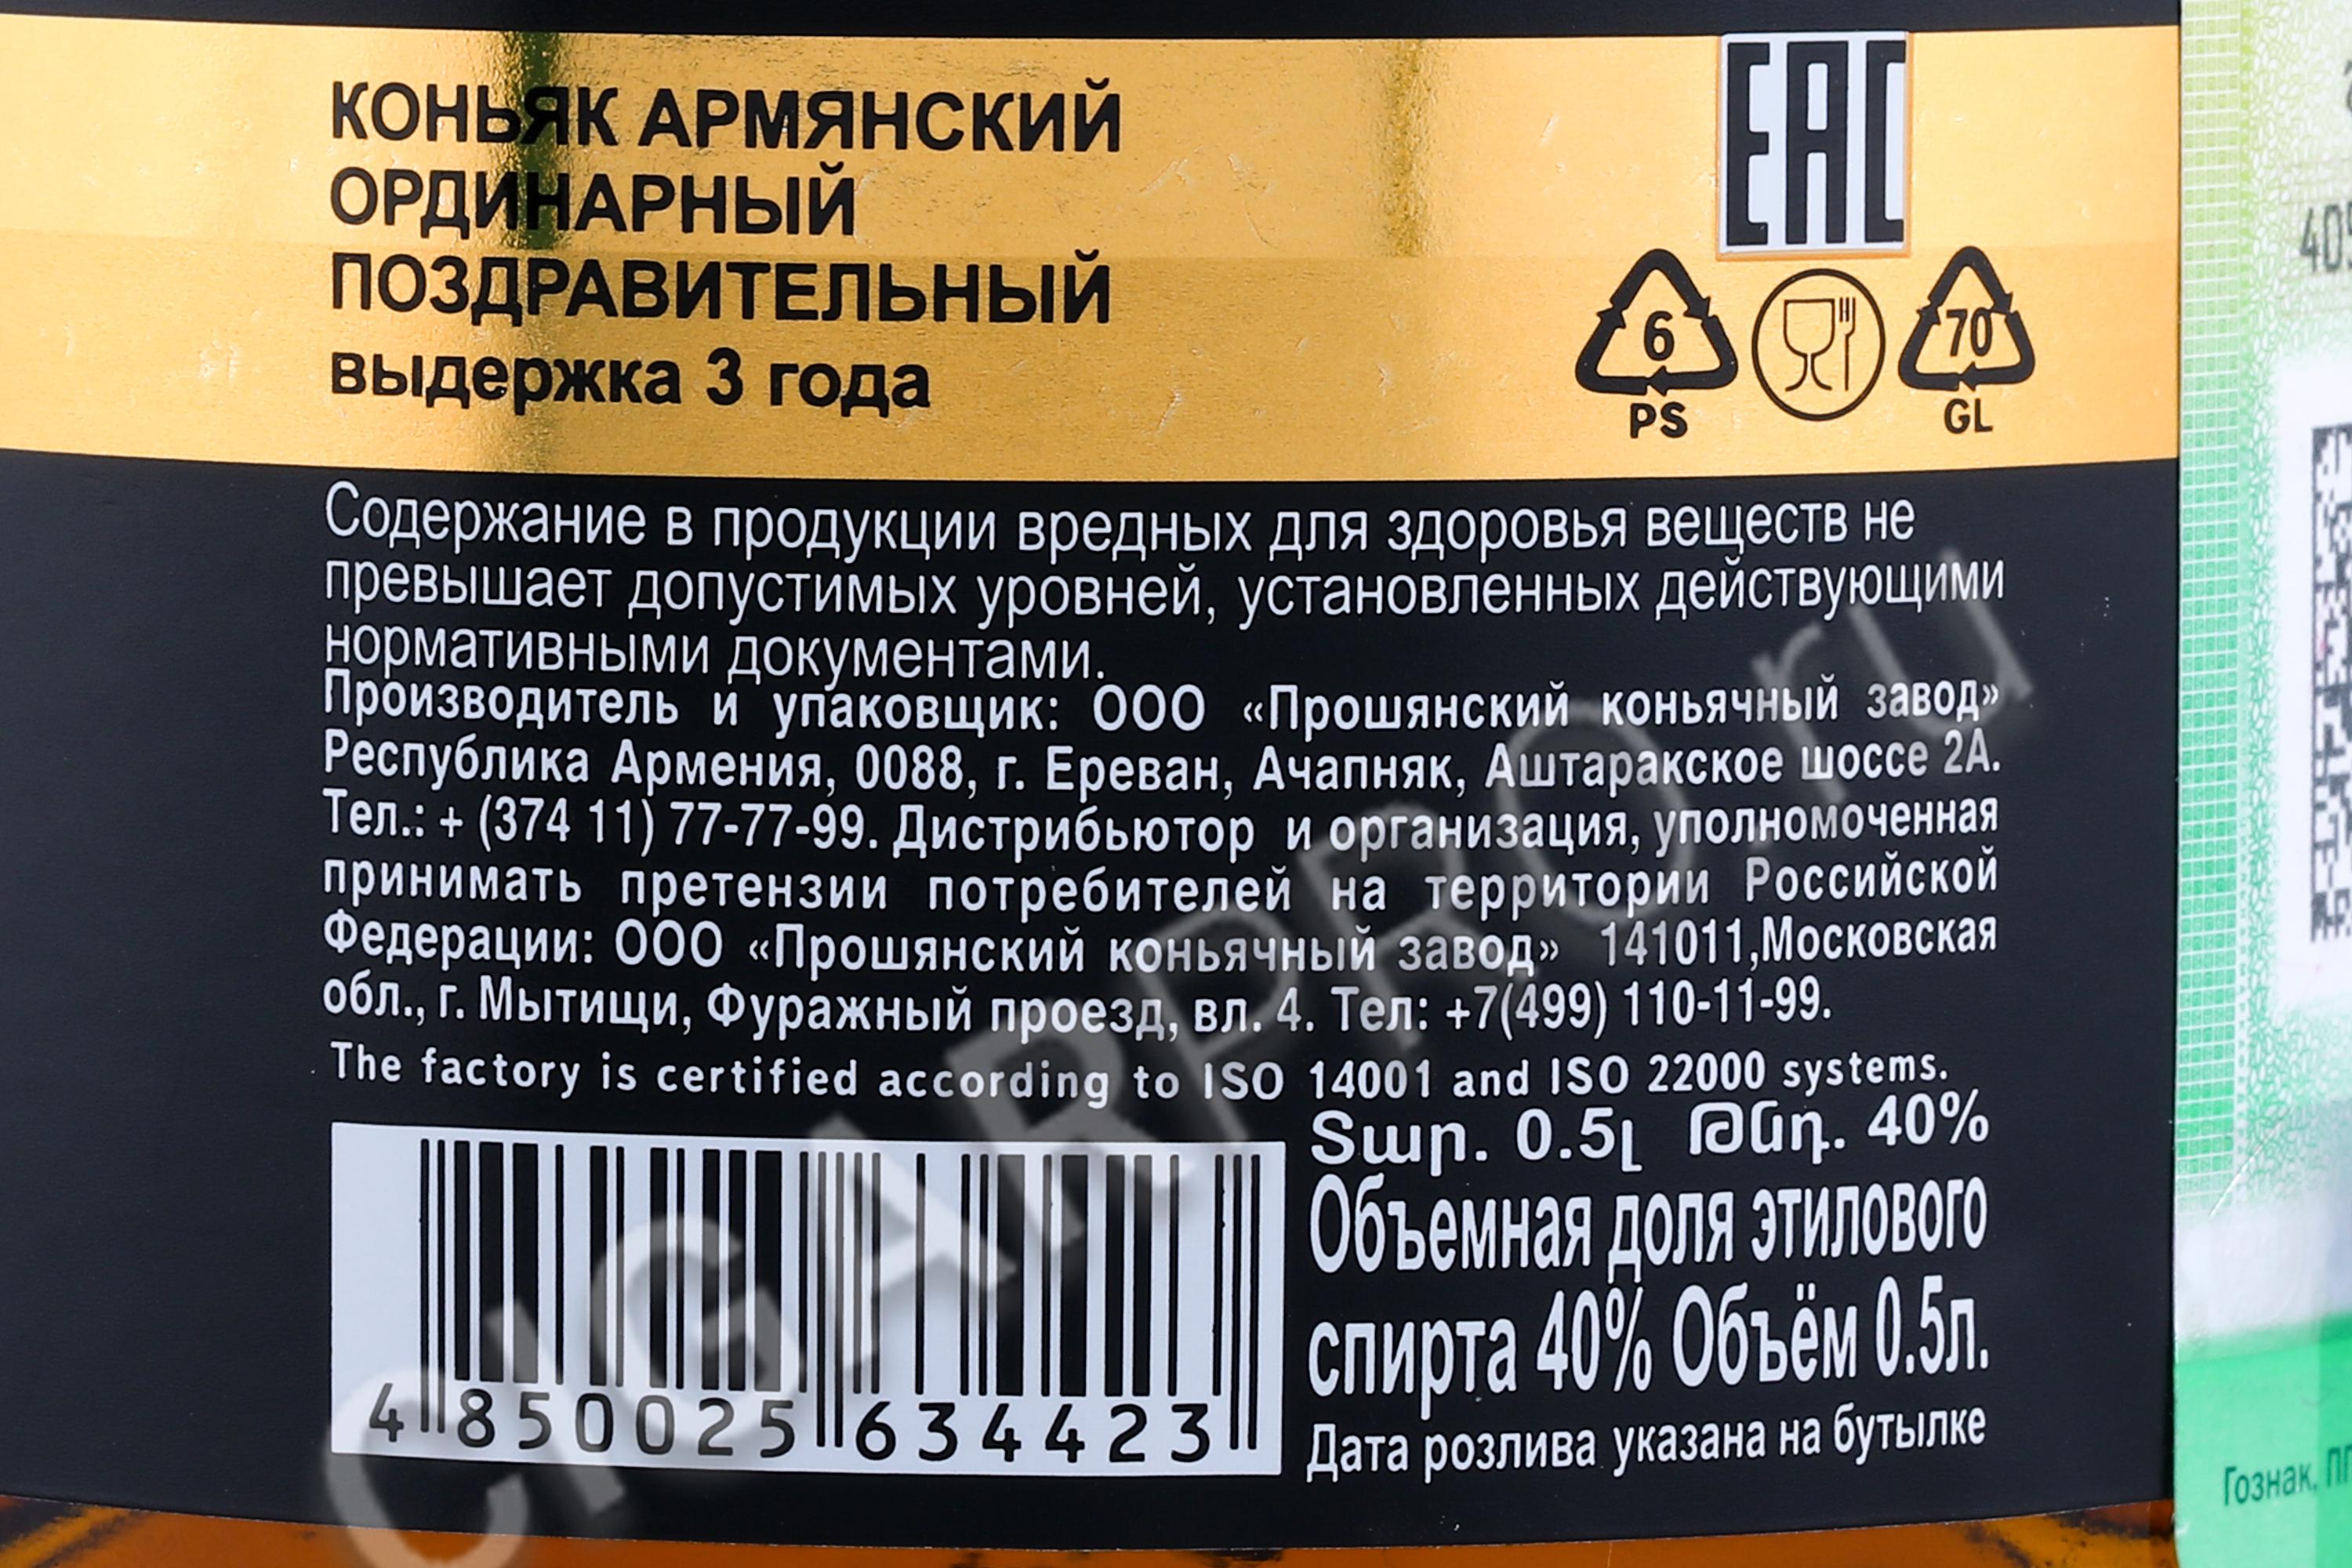 КОНЬЯК АРМЯНСКИЙ
ОРДИНАРНЫЙ
ПОЗДРАВИТЕЛЬНЫЙ
выдержка 3 года
EAC
6
70
PS
GL
Содержание в продукции вредных для здоровья веществ не
превышает допустимых уровней, установленных действующими
нормативными документами.
Производитель и упаковщик: ООО «Прошянский коньячный завод»
Республика Армения, 0088, г. Ереван, Ачапняк, Аштаракское шоссе 2А.
Тел.: + (374 11) 77-77-99. Дистрибьютор и организация, уполномоченная
принимать претензии потребителей на территории Российской
Федерации: ООО «Прошянский коньячный завод» 141011,Московская
обл., г. Мытищи, Фуражный проезд, вл. 4. Тел: +7(499) 110-11-99.
The factory is certified according to ISO 14001 and ISO 22000 systems.
Տար. 0.5լ Թնդ. 40%
Объемная доля этилового
спирта 40% Объём 0.5л.
Дата розлива указана на бутылке
4 850025 634423
CIGARPRO.ru
Гознак,